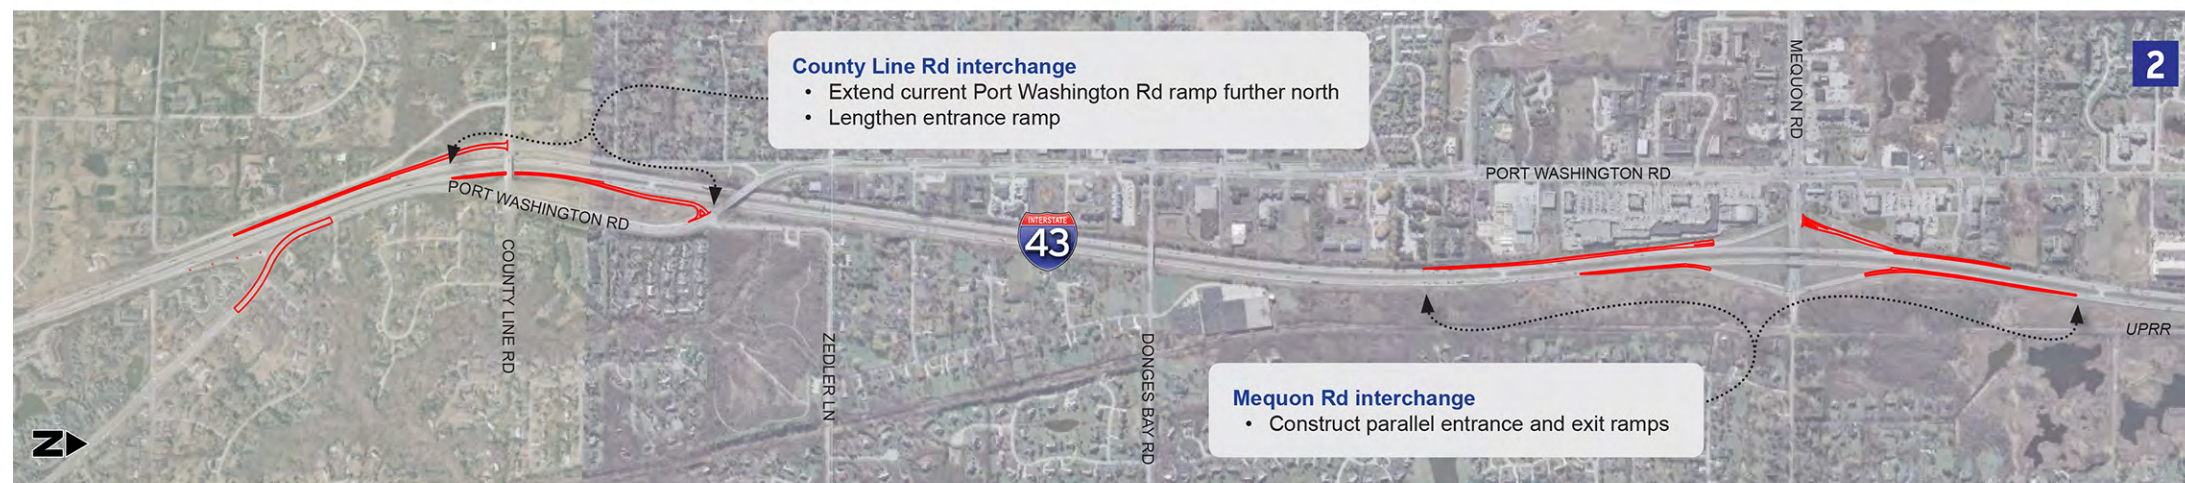 County Line Rd interchange
• Extend current Port Washington Rd ramp further north
• Lengthen entrance ramp
MEQUON RD
2
PORT WASHINGTON RD
PORT WASHINGTON RD
INTERSTATE
43
COUNTY LINE RD
ZEDLER LN
DONGES BAY RD
UPRR
Mequon Rd interchange
• Construct parallel entrance and exit ramps
N